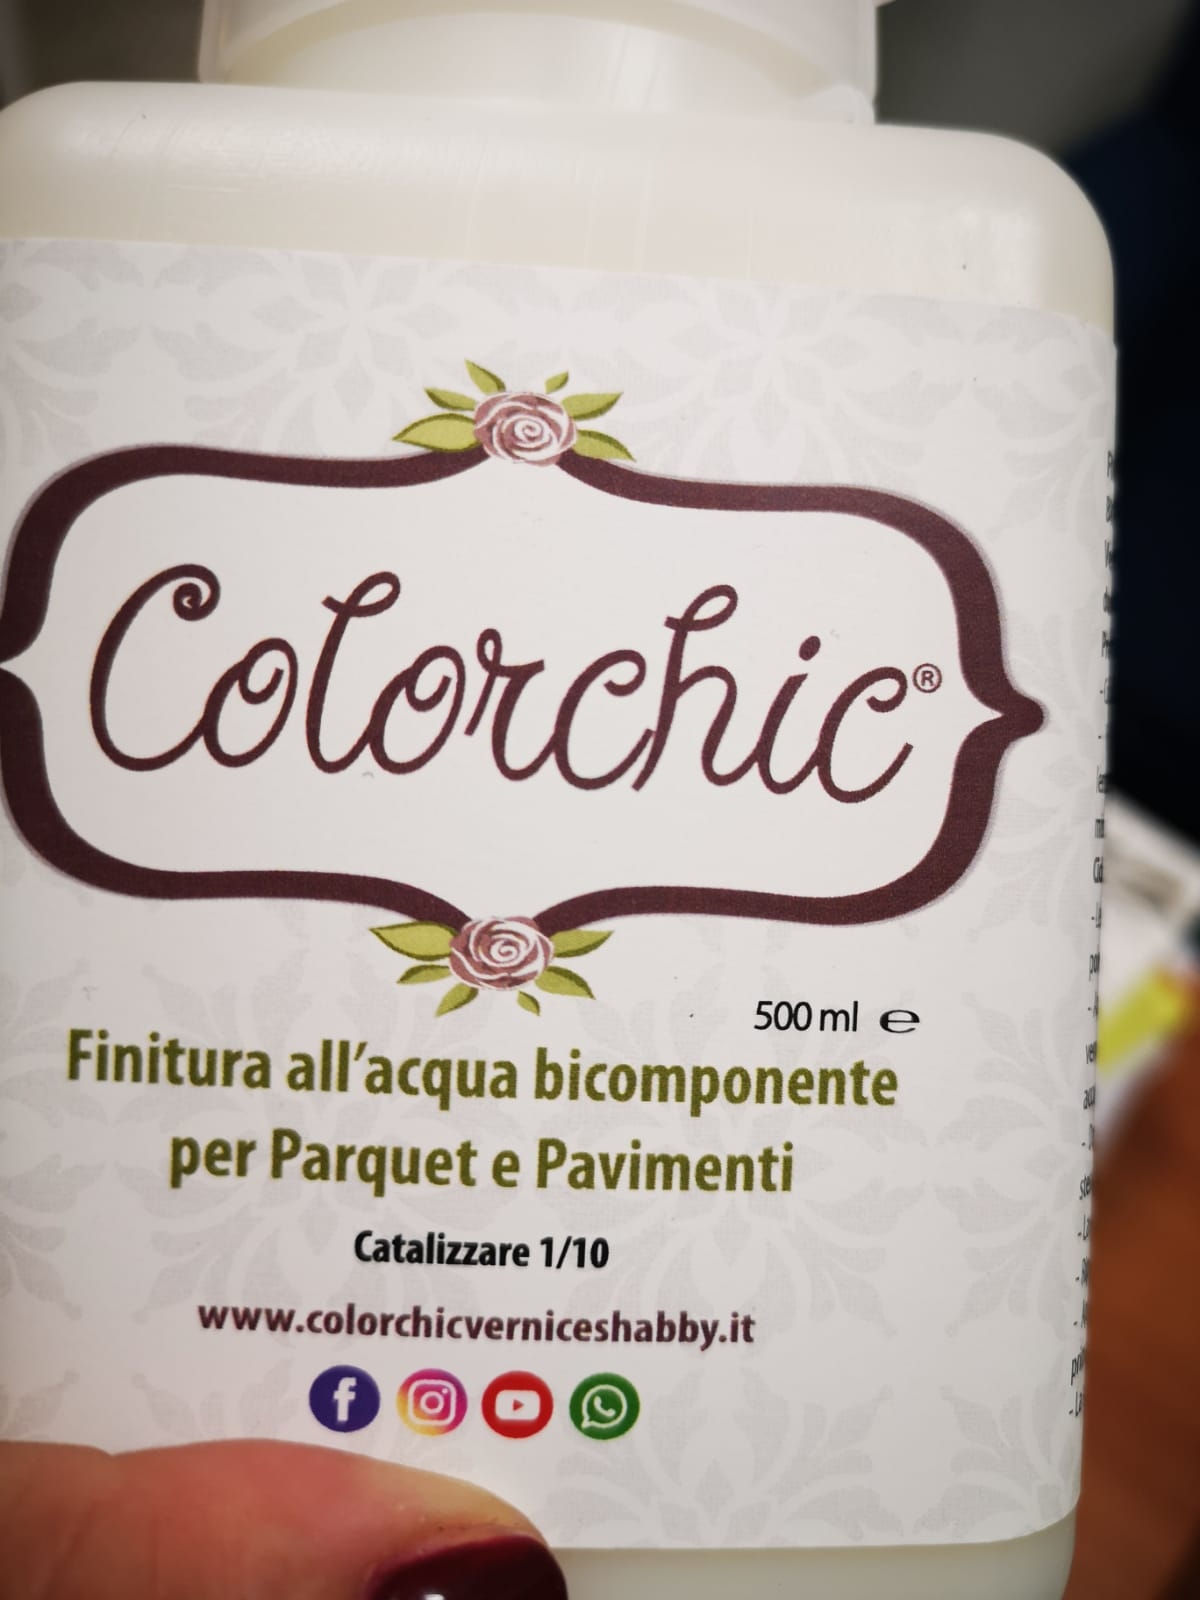 Colorchic®
500 ml e
Finitura all'acqua bicomponente
per Parquet e Pavimenti
Catalizzare 1/10
www.colorchicverniceshabby.it